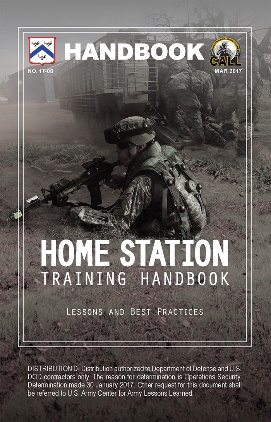 HANDBOOK
CALL
NO. 17-09
MAR 2017
HOME STATION
TRAINING HANDBOOK
LESSONS AND BEST PRACTICES
DISTRIBUTION D: Distribution authorized to Department of Defense and U.S.
DOD contractors only. The reason for determination is Operations Security.
Determination made 30 January 2017. Other request for this document shall
be referred to U.S. Army Center for Army Lessons Learned.